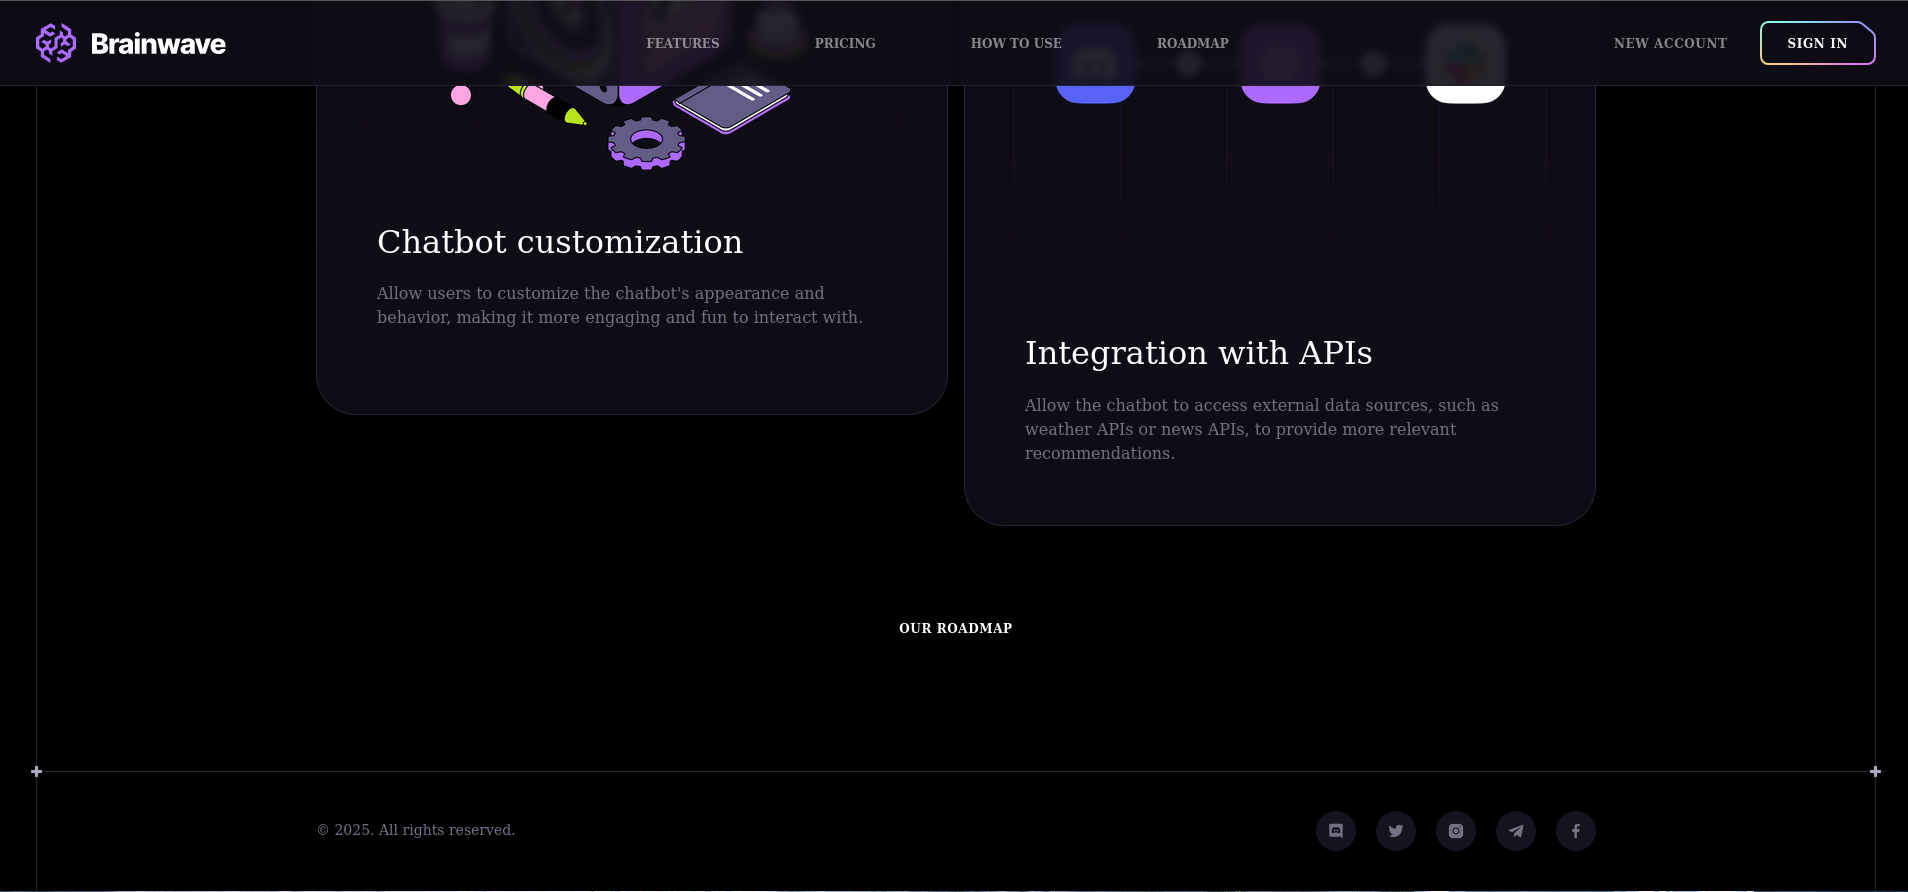 Brainwave
FEATURES
PRICING
HOW TO USE
ROADMAP
NEW ACCOUNT
SIGN IN
Chatbot customization
Allow users to customize the chatbot's appearance and
behavior, making it more engaging and fun to interact with.
Integration with APIs
Allow the chatbot to access external data sources, such as
weather APIs or news APIs, to provide more relevant
recommendations.
OUR ROADMAP
© 2025. All rights reserved.